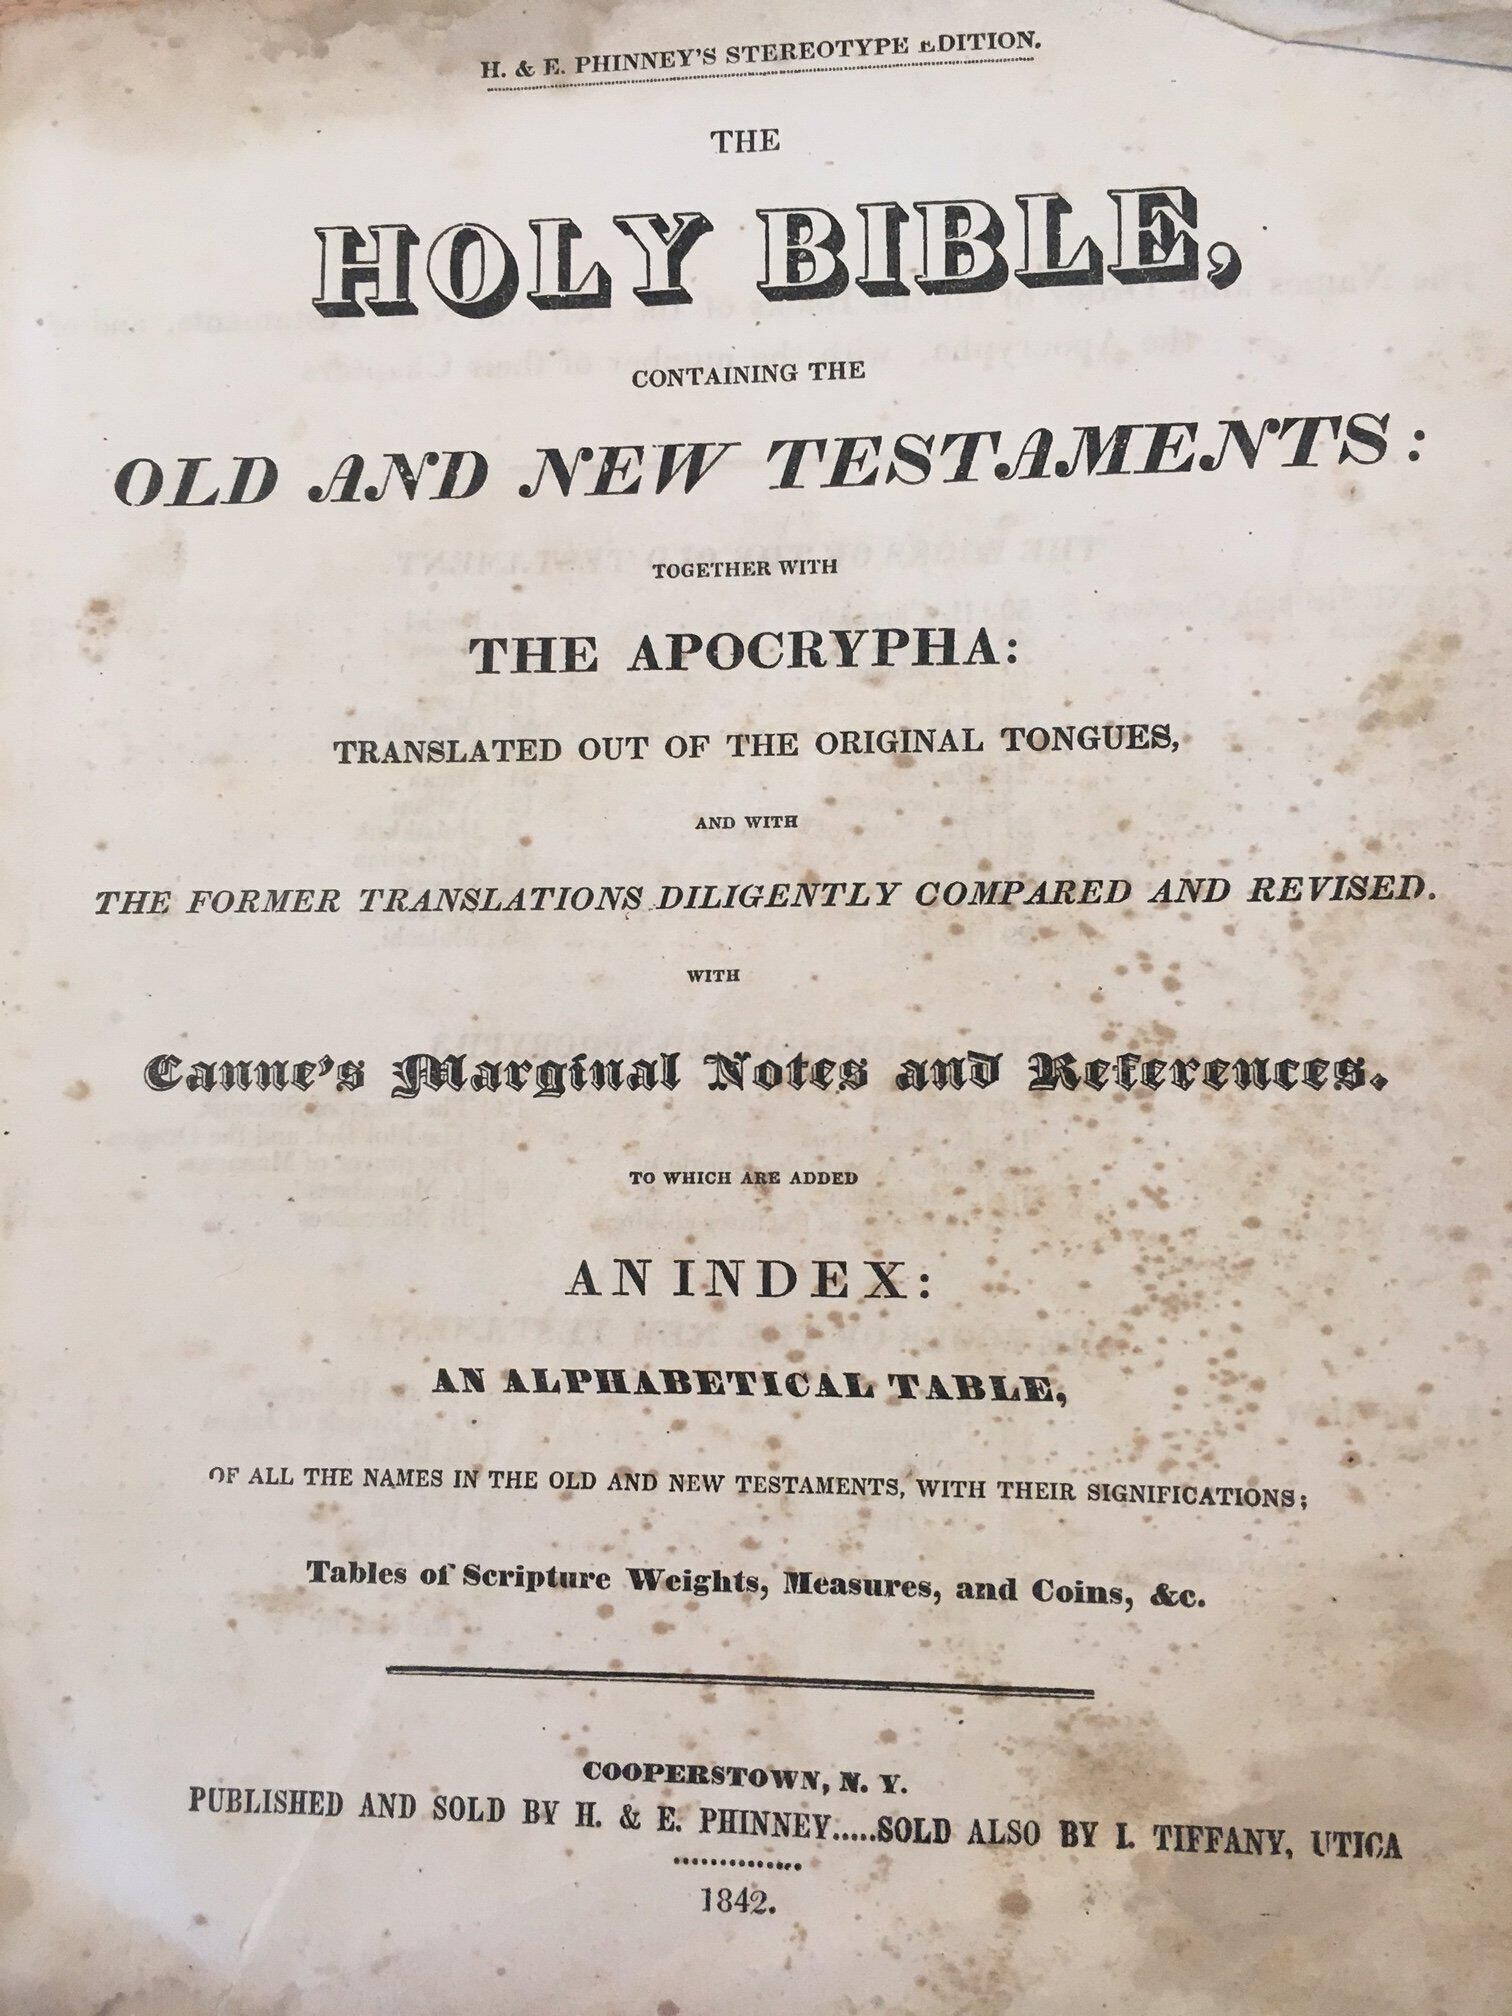 H. & E. PHINNEY'S STEREOTYPE EDITION.
THE
HOLY BIBLE,
CONTAINING THE
OLD AND NEW TESTAMENTS:
TOGETHER WITH
THE APOCRYPHA:
TRANSLATED OUT OF THE ORIGINAL TONGUES,
AND WITH
THE FORMER TRANSLATIONS DILIGENTLY COMPARED AND REVISED.
WITH
Canne's Marginal Notes and References.
TO WHICH ARE ADDED
AN INDEX:
AN ALPHABETICAL TABLE,
OF ALL THE NAMES IN THE OLD AND NEW TESTAMENTS, WITH THEIR SIGNIFICATIONS;
Tables of Scripture Weights, Measures, and Coins, &c.
COOPERSTOWN, N. Y.
PUBLISHED AND SOLD BY H. & E. PHINNEY.....SOLD ALSO BY I. TIFFANY, UTICA
1842.